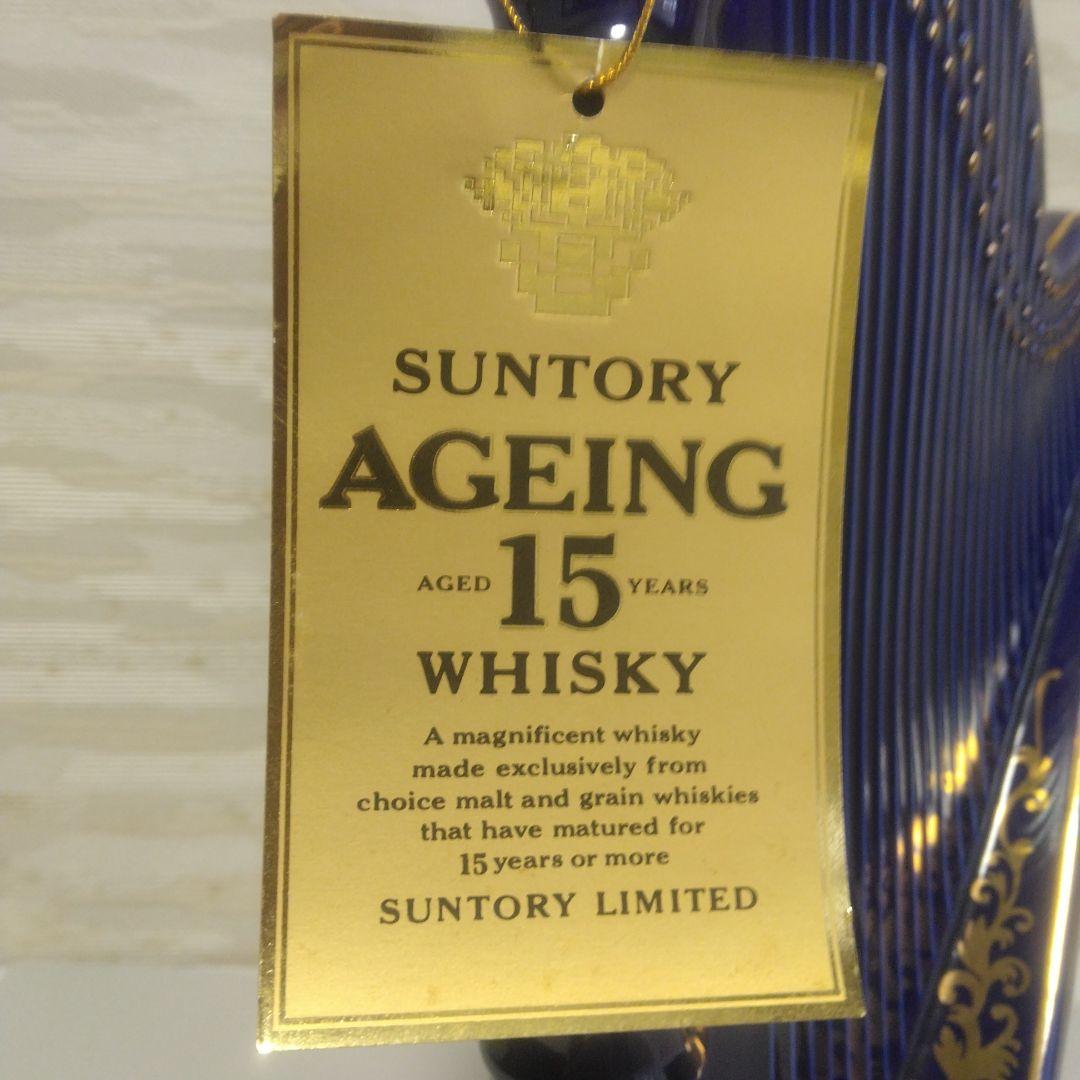 SUNTORY
AGEING
AGED 15 YEARS
WHISKY
A magnificent whisky
made exclusively from
choice malt and grain whiskies
that have matured for
15 years or more
SUNTORY LIMITED